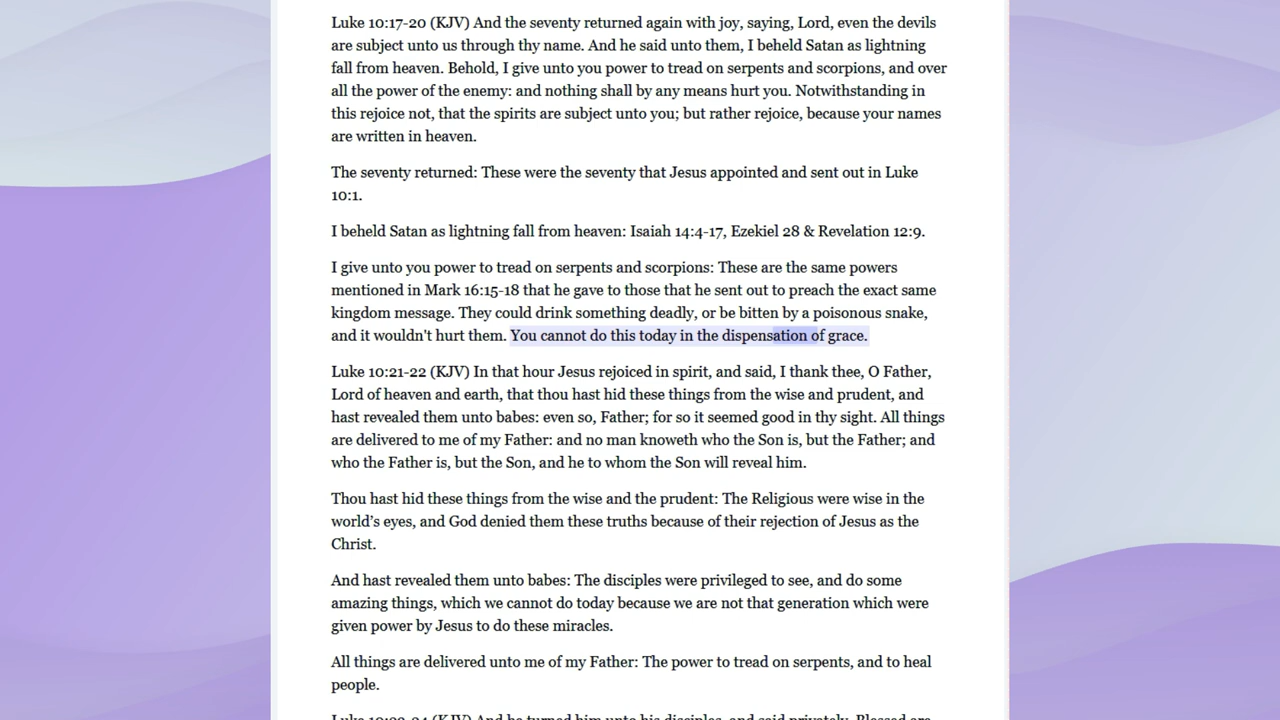 Luke 10:17-20 (KJV) And the seventy returned again with joy, saying, Lord, even the devils
are subject unto us through thy name. And he said unto them, I beheld Satan as lightning
fall from heaven. Behold, I give unto you power to tread on serpents and scorpions, and over
all the power of the enemy: and nothing shall by any means hurt you. Notwithstanding in
this rejoice not, that the spirits are subject unto you; but rather rejoice, because your names
are written in heaven.
The seventy returned: These were the seventy that Jesus appointed and sent out in Luke
10:1.
I beheld Satan as lightning fall from heaven: Isaiah 14:4-17, Ezekiel 28 & Revelation 12:9.
I give unto you power to tread on serpents and scorpions: These are the same powers
mentioned in Mark 16:15-18 that he gave to those that he sent out to preach the exact same
kingdom message. They could drink something deadly, or be bitten by a poisonous snake,
and it wouldn't hurt them. You cannot do this today in the dispensation of grace.
Luke 10:21-22 (KJV) In that hour Jesus rejoiced in spirit, and said, I thank thee, O Father,
Lord of heaven and earth, that thou hast hid these things from the wise and prudent, and
hast revealed them unto babes: even so, Father; for so it seemed good in thy sight. All things
are delivered to me of my Father: and no man knoweth who the Son is, but the Father; and
who the Father is, but the Son, and he to whom the Son will reveal him.
Thou hast hid these things from the wise and the prudent: The Religious were wise in the
world’s eyes, and God denied them these truths because of their rejection of Jesus as the
Christ.
And hast revealed them unto babes: The disciples were privileged to see, and do some
amazing things, which we cannot do today because we are not that generation which were
given power by Jesus to do these miracles.
All things are delivered unto me of my Father: The power to tread on serpents, and to heal
people.
Luke 10:23-24 (KJV) And he turned him unto his disciples, and said privately, Blessed are